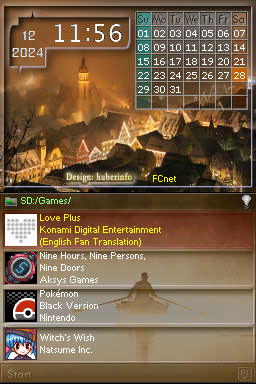 12
2024
11:56
Su Mo Tu We Th Fr Sa
01 02 03 04 05 06 07
08 09 10 11 12 13 14
15 16 17 18 19 20 21
22 23 24 25 26 27 28
29 30 31
Design: huberinfo
FCnet
SD:/Games/
Love Plus
Konami Digital Entertainment
(English Fan Translation)
Nine Hours, Nine Persons,
Nine Doors
Aksys Games
Pokémon
Black Version
Nintendo
Witch's Wish
Natsume Inc.
Start